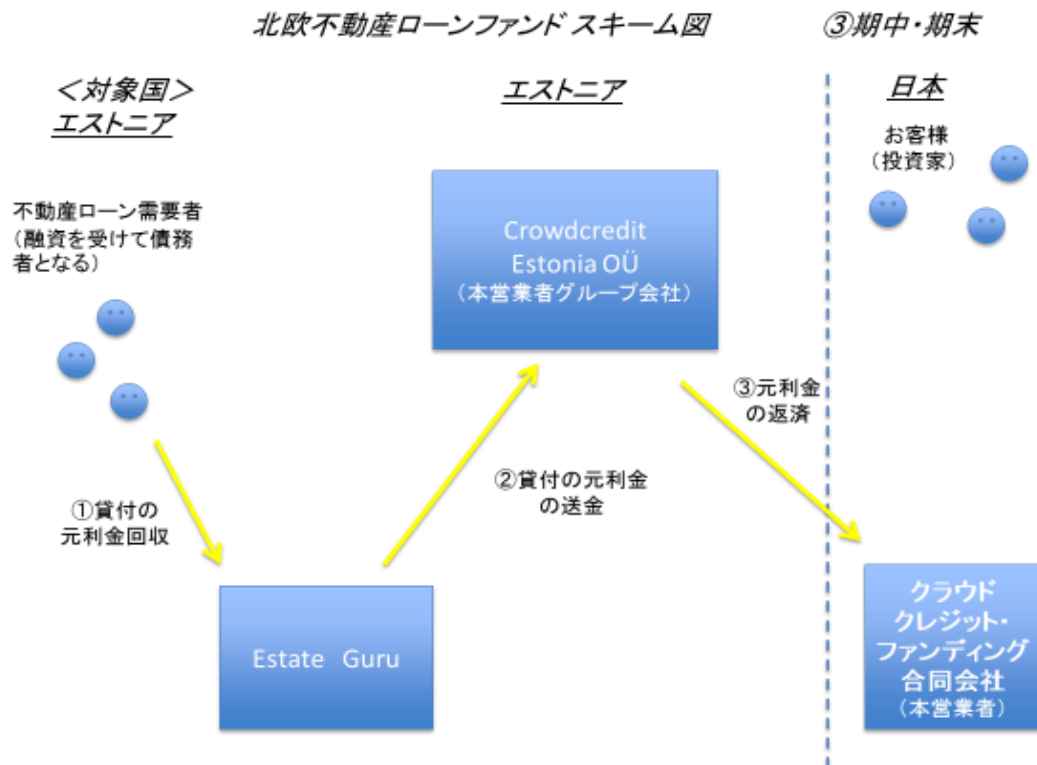 北欧不動産ローンファンド スキーム図
③期中・期末
＜対象国＞
エストニア
エストニア
日本
お客様
（投資家）
不動産ローン需要者
（融資を受けて債務
者となる）
Crowdcredit
Estonia OÜ
（本営業者グループ会社）
③元利金
の返済
②貸付の元利金
の送金
①貸付の
元利金回収
Estate Guru
クラウド
クレジット・
ファンディング
合同会社
（本営業者）